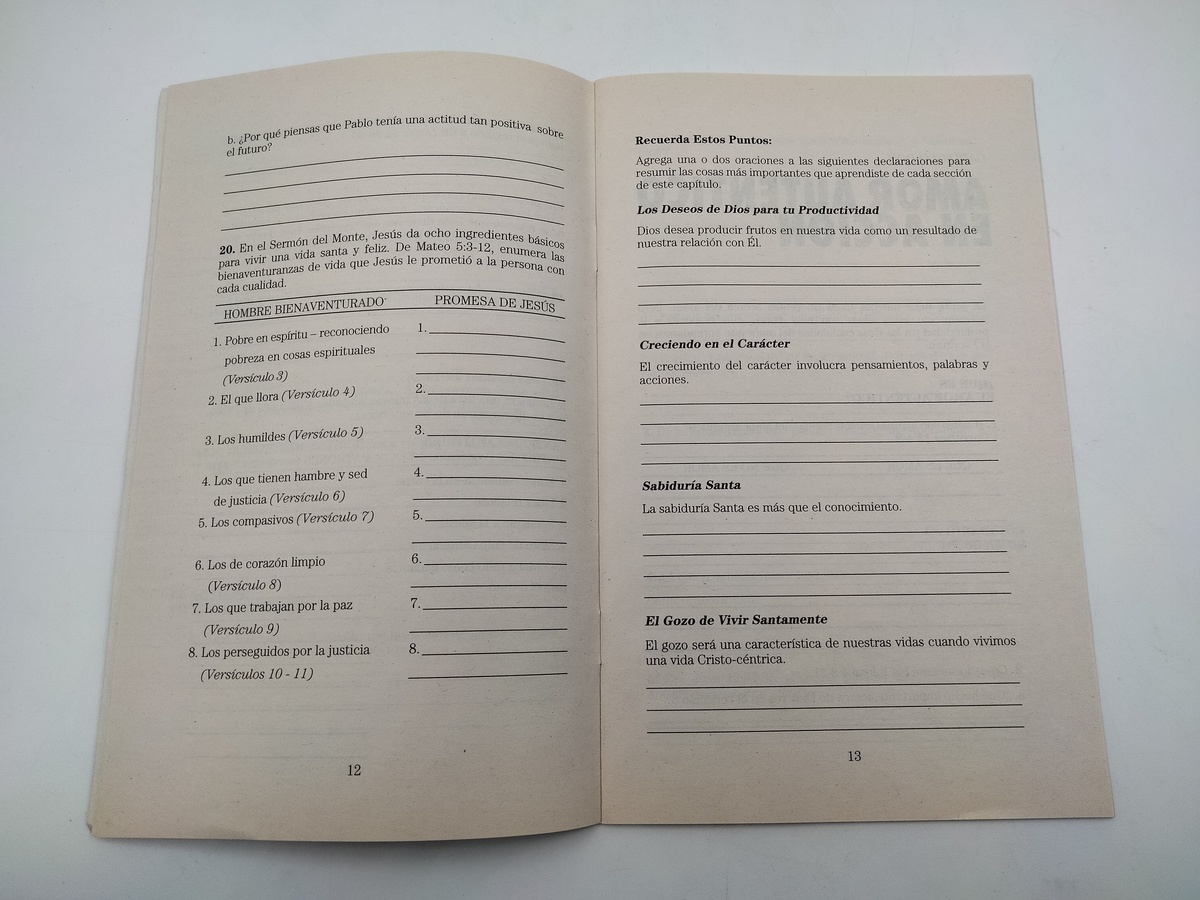 b. ¿Por qué piensas que Pablo tenía una actitud tan positiva sobre
el futuro?
20. En el Sermón del Monte, Jesús da ocho ingredientes básicos
para vivir una vida santa y feliz. De Mateo 5:3-12, enumera las
bienaventuranzas de vida que Jesús le prometió a la persona con
cada cualidad.
HOMBRE BIENAVENTURADO PROMESA DE JESÚS
1. Pobre en espíritu – reconociendo 1.
pobreza en cosas espirituales
(Versículo 3)
2. El que llora (Versículo 4) 2.
3. Los humildes (Versículo 5) 3.
4. Los que tienen hambre y sed 4.
de justicia (Versículo 6)
5. Los compasivos (Versículo 7) 5.
6. Los de corazón limpio 6.
(Versículo 8)
7. Los que trabajan por la paz 7.
(Versículo 9)
8. Los perseguidos por la justicia 8.
(Versículos 10 - 11)
12
Recuerda Estos Puntos:
Agrega una o dos oraciones a las siguientes declaraciones para
resumir las cosas más importantes que aprendiste de cada sección
de este capítulo.
Los Deseos de Dios para tu Productividad
Dios desea producir frutos en nuestra vida como un resultado de
nuestra relación con Él.
Creciendo en el Carácter
El crecimiento del carácter involucra pensamientos, palabras y
acciones.
Sabiduría Santa
La sabiduría Santa es más que el conocimiento.
El Gozo de Vivir Santamente
El gozo será una característica de nuestras vidas cuando vivimos
una vida Cristo-céntrica.
13